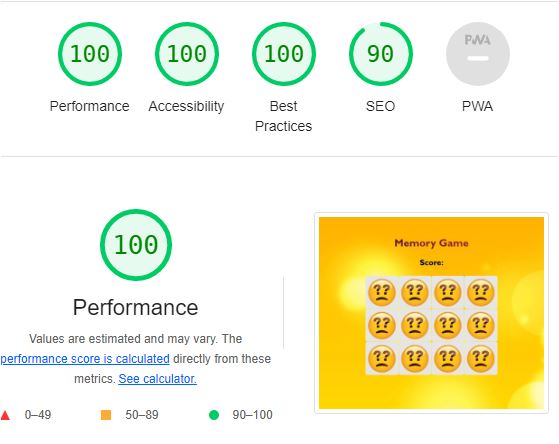 100 100 100 90 PWA
Performance Accessibility Best Practices SEO PWA
100
Performance
Values are estimated and may vary. The
performance score is calculated directly from these
metrics. See calculator.
0–49 50–89 90–100
Memory Game
Score:
?? ?? ?? ??
?? ?? ?? ??
?? ?? ?? ??